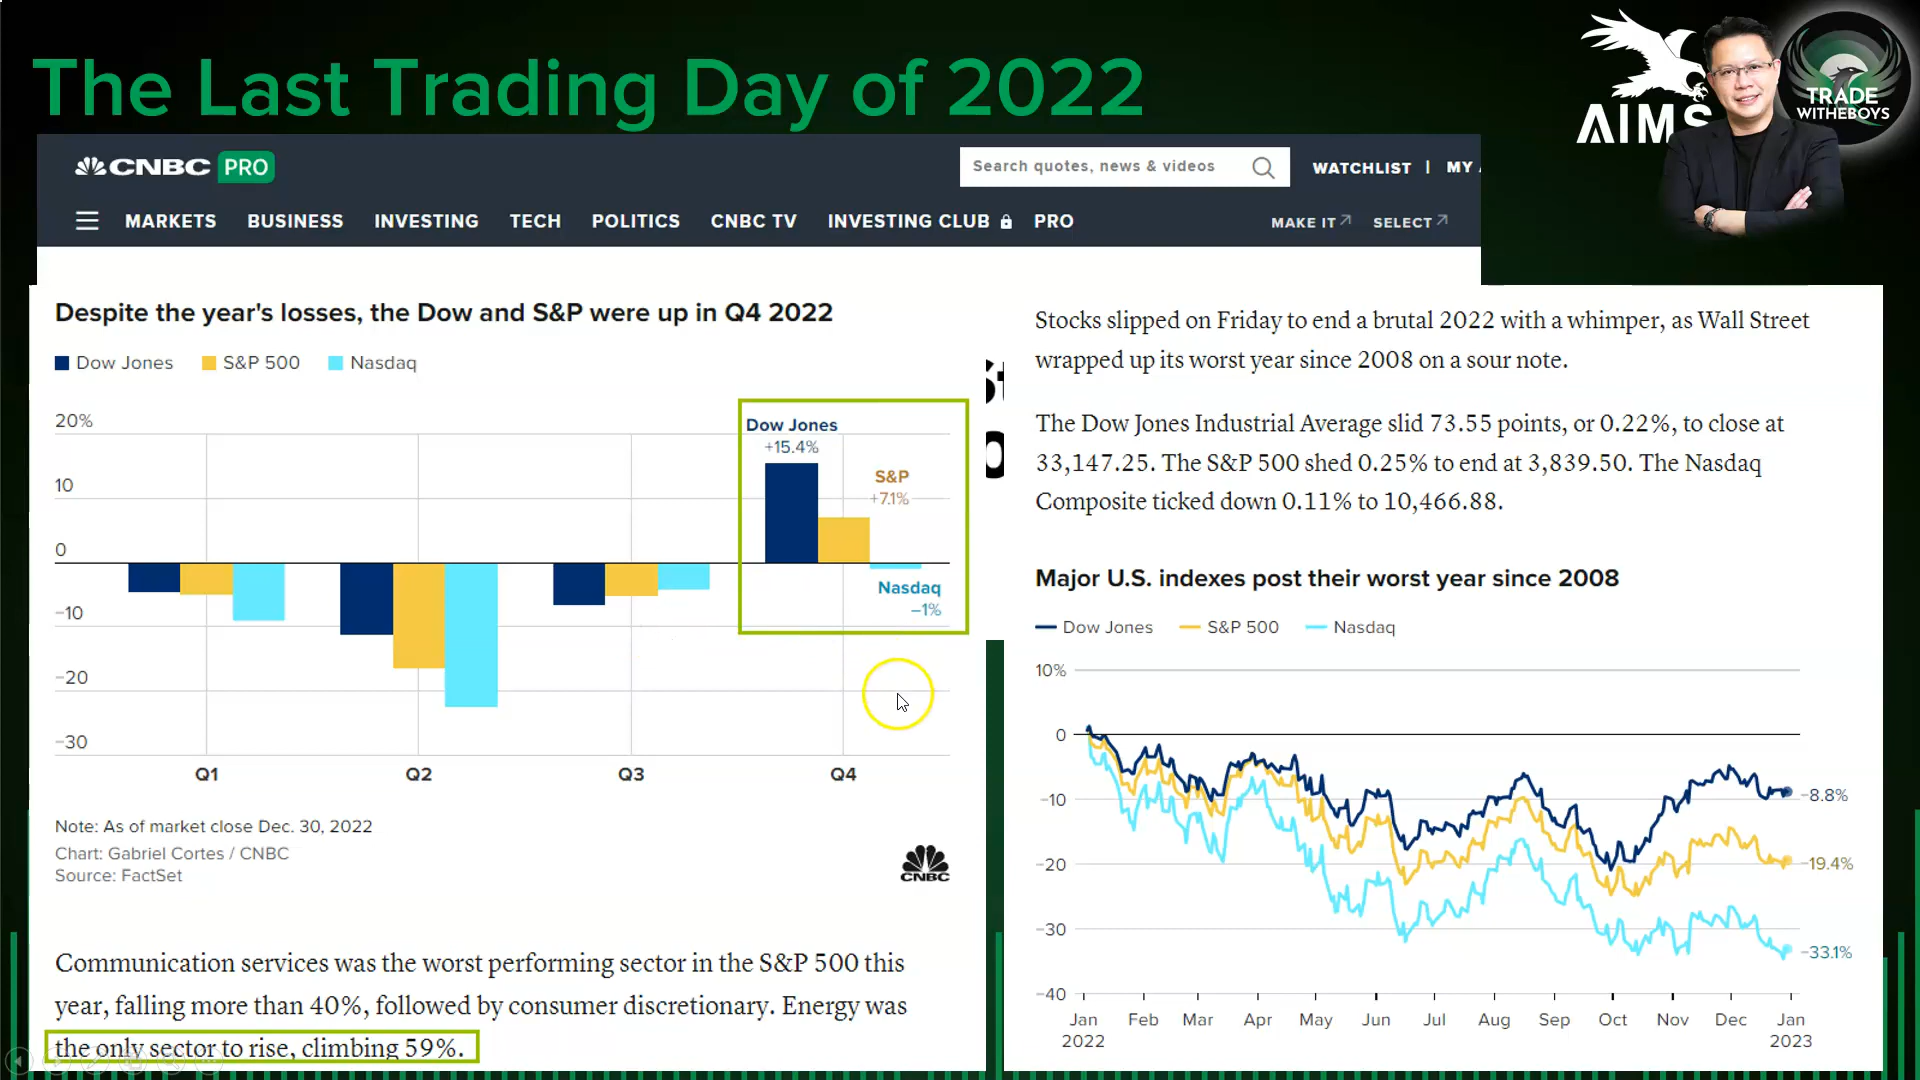 The Last Trading Day of 2022
AIMS
TRADE
WITHEBOYS
CNBC PRO
Search quotes, news & videos
WATCHLIST | MY
MARKETS BUSINESS INVESTING TECH POLITICS CNBC TV INVESTING CLUB PRO
MAKE IT SELECT
Despite the year's losses, the Dow and S&P were up in Q4 2022
Dow Jones S&P 500 Nasdaq
20%
10
0
−10
−20
−30
Dow Jones
+15.4%
S&P
+7.1%
Nasdaq
−1%
Q1 Q2 Q3 Q4
Note: As of market close Dec. 30, 2022
Chart: Gabriel Cortes / CNBC
Source: FactSet
CNBC
Communication services was the worst performing sector in the S&P 500 this
year, falling more than 40%, followed by consumer discretionary. Energy was
the only sector to rise, climbing 59%.
Stocks slipped on Friday to end a brutal 2022 with a whimper, as Wall Street
wrapped up its worst year since 2008 on a sour note.
The Dow Jones Industrial Average slid 73.55 points, or 0.22%, to close at
33,147.25. The S&P 500 shed 0.25% to end at 3,839.50. The Nasdaq
Composite ticked down 0.11% to 10,466.88.
Major U.S. indexes post their worst year since 2008
Dow Jones S&P 500 Nasdaq
10%
0
−10
−20
−30
−40
−8.8%
−19.4%
−33.1%
Jan Feb Mar Apr May Jun Jul Aug Sep Oct Nov Dec Jan
2022 2023